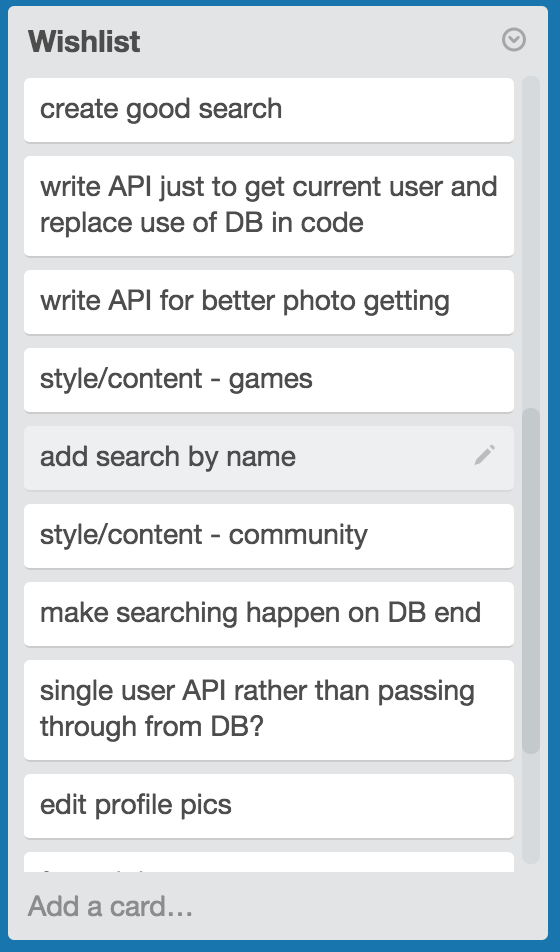 Wishlist
create good search
write API just to get current user and
replace use of DB in code
write API for better photo getting
style/content - games
add search by name
style/content - community
make searching happen on DB end
single user API rather than passing
through from DB?
edit profile pics
Add a card…